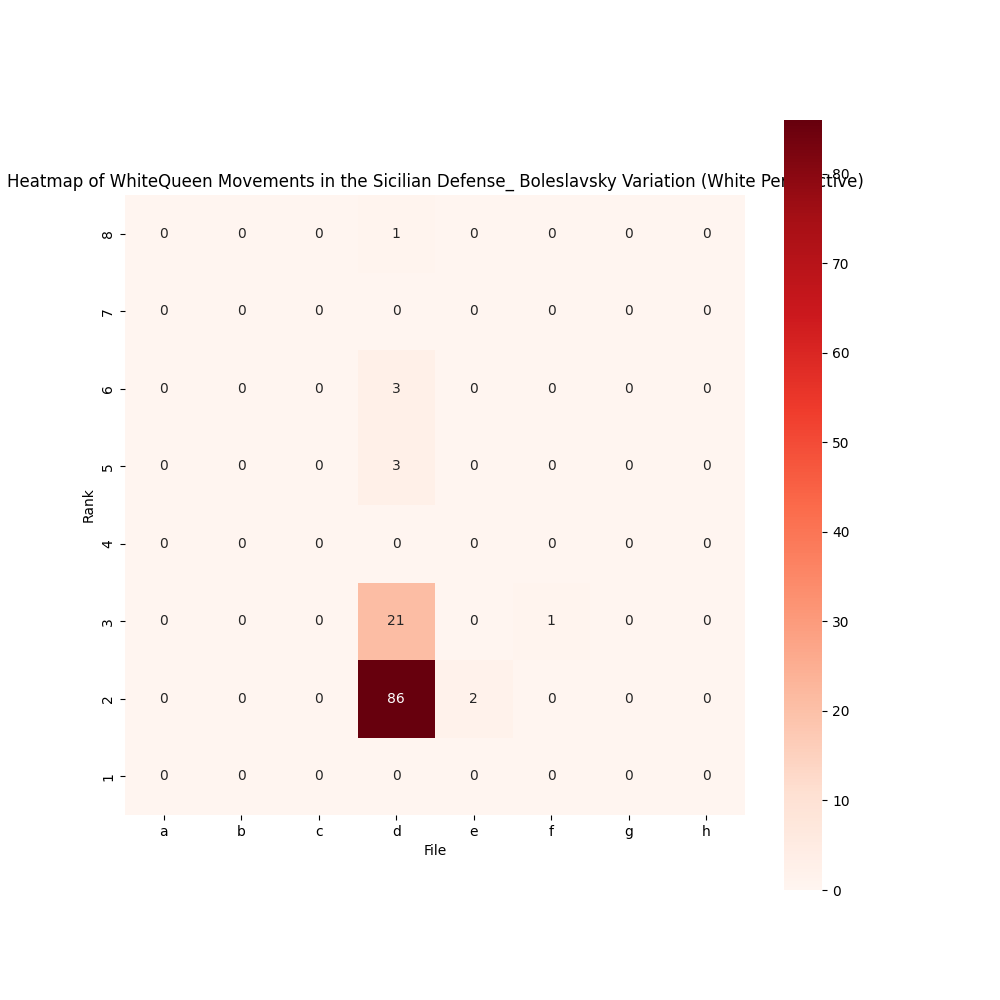 Heatmap of WhiteQueen Movements in the Sicilian Defense_ Boleslavsky Variation (White Perspective)
8 0 0 0 1 0 0 0 0
7 0 0 0 0 0 0 0 0
6 0 0 0 3 0 0 0 0
5 0 0 0 3 0 0 0 0
Rank
4 0 0 0 0 0 0 0 0
3 0 0 0 21 0 1 0 0
2 0 0 0 86 2 0 0 0
1 0 0 0 0 0 0 0 0
a b c d e f g h
File
80
70
60
50
40
30
20
10
0